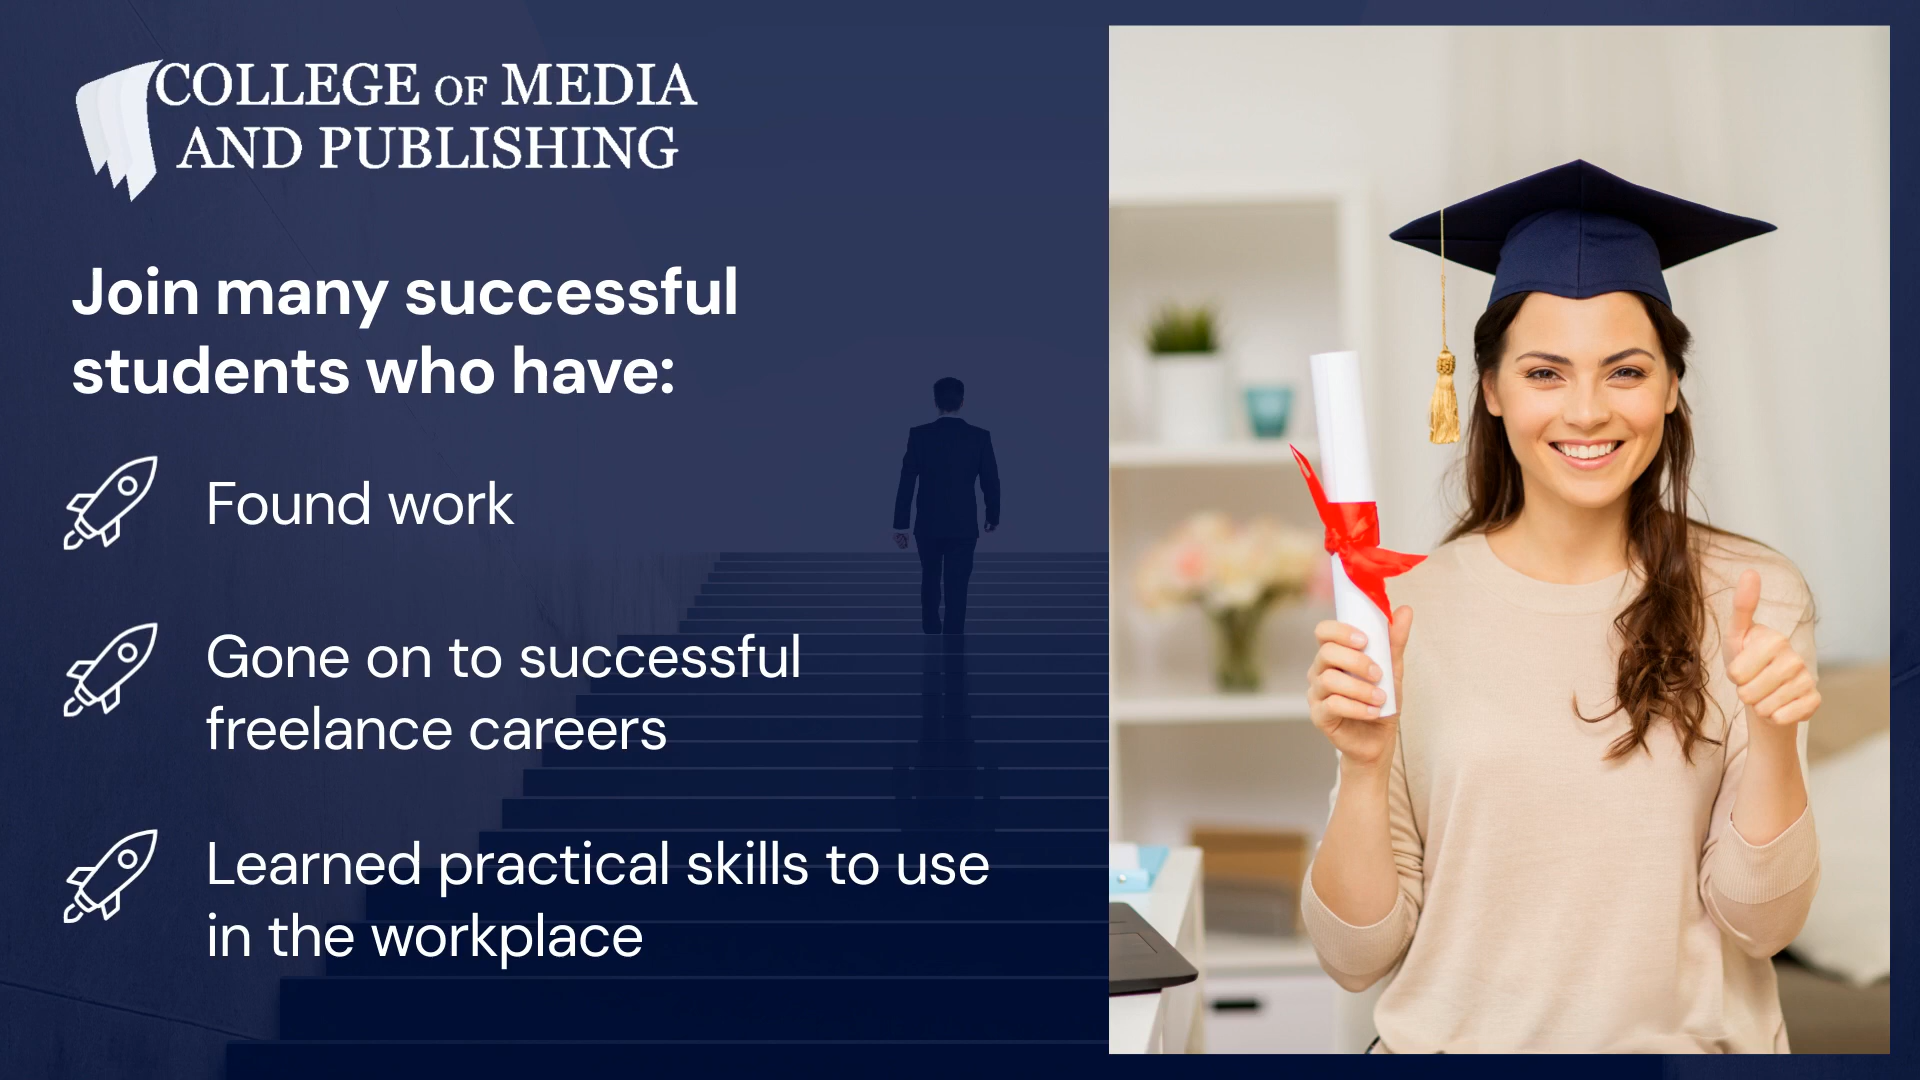 COLLEGE OF MEDIA
AND PUBLISHING
Join many successful
students who have:
Found work
Gone on to successful
freelance careers
Learned practical skills to use
in the workplace